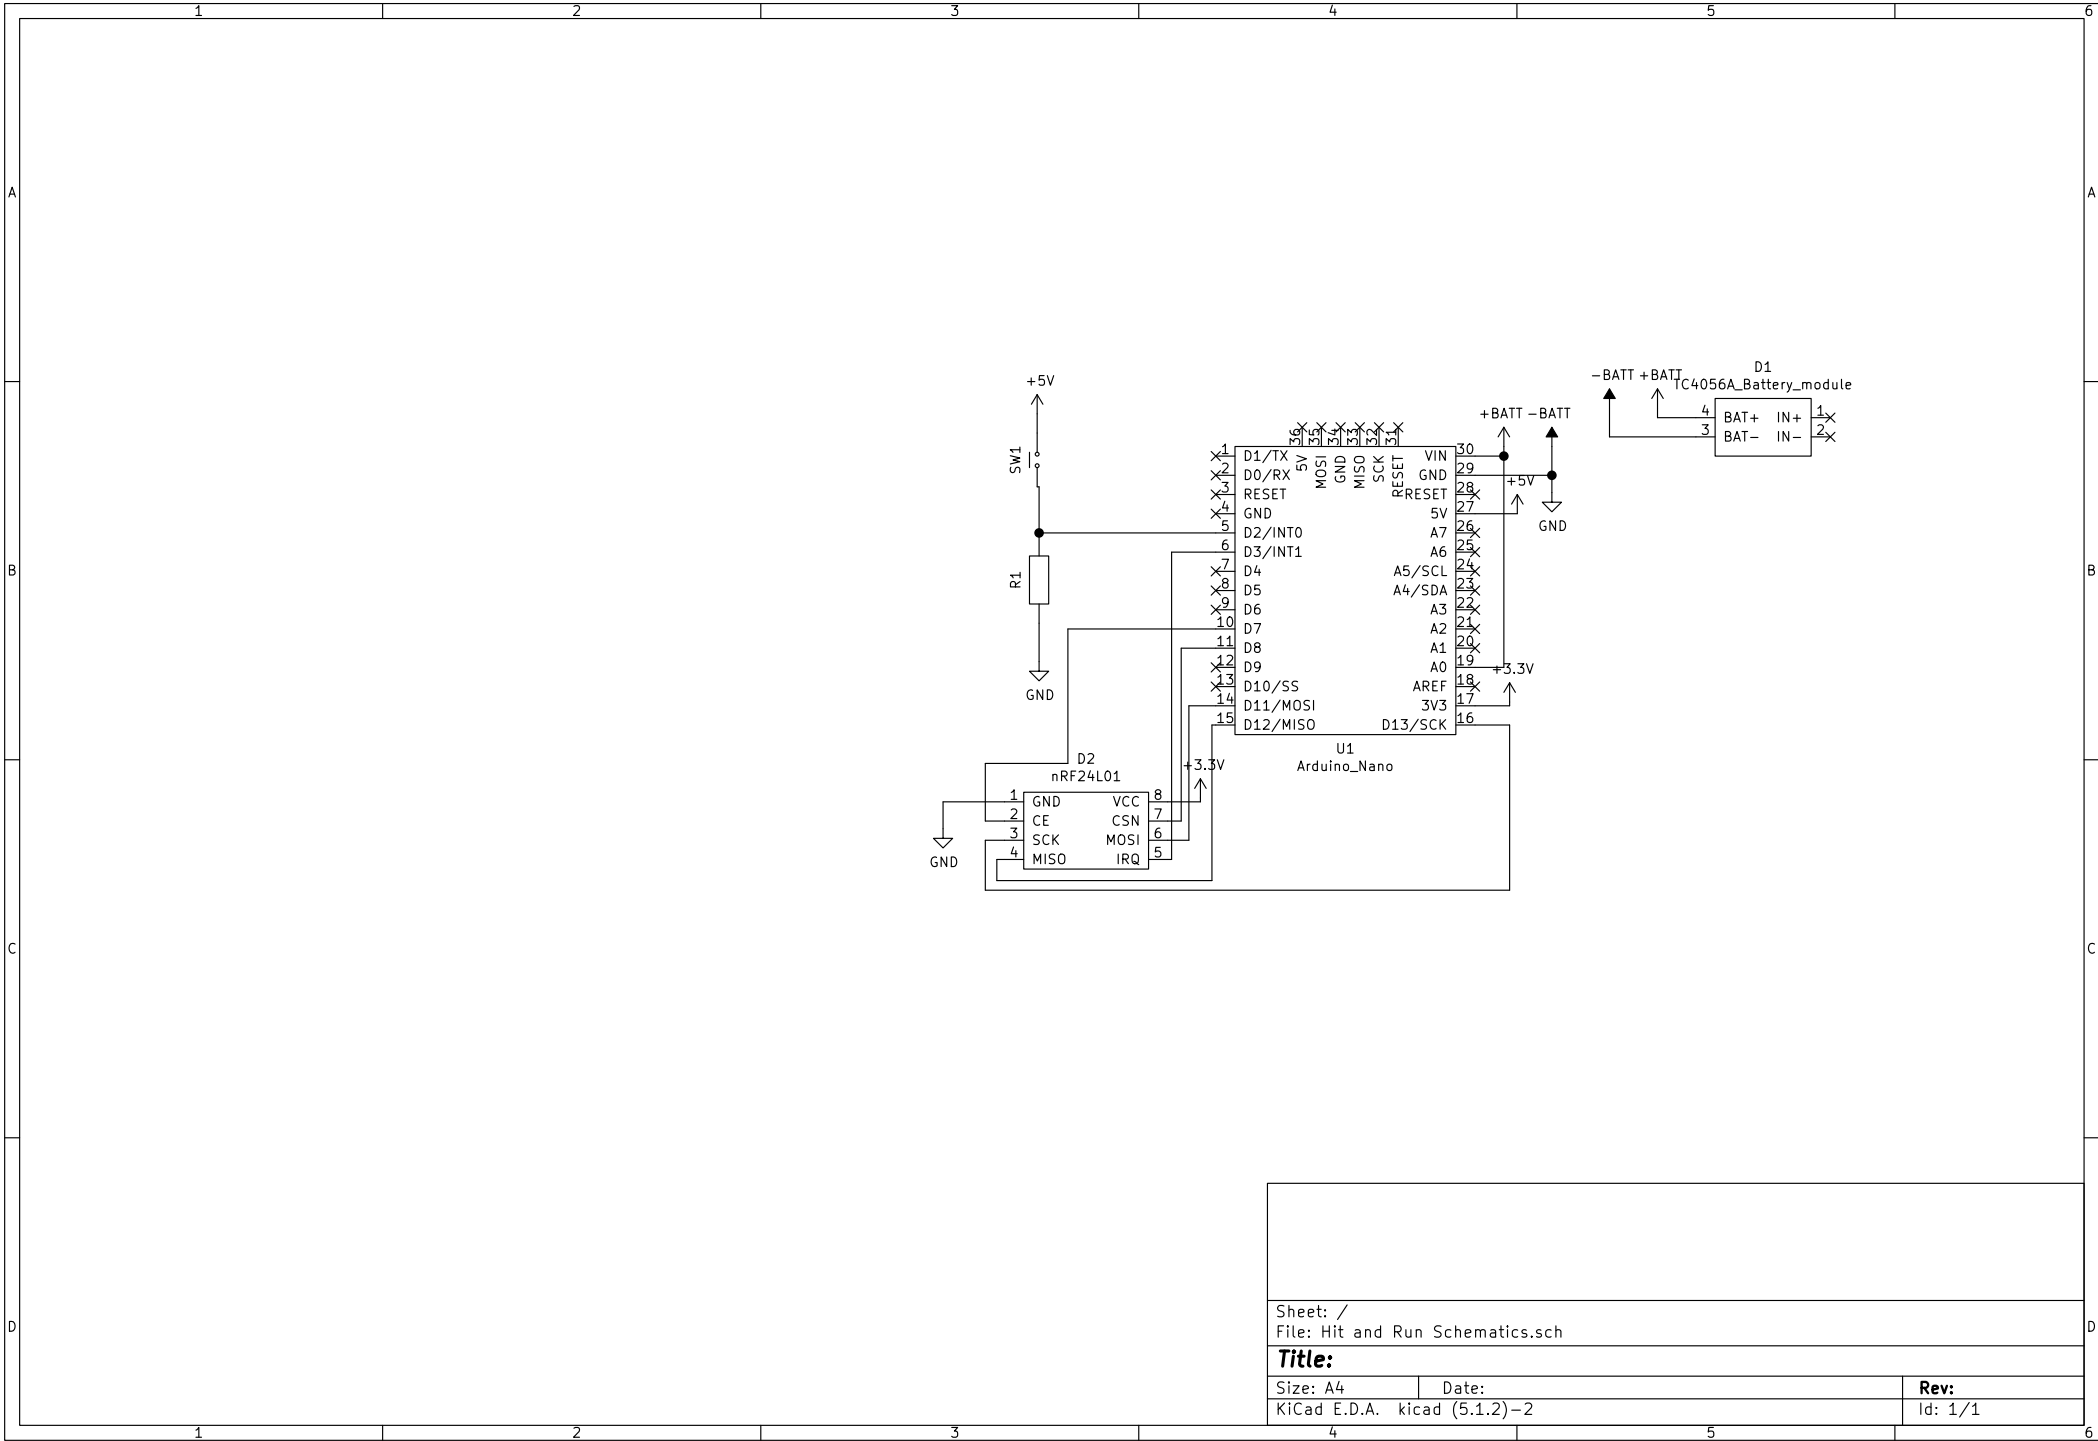 1 2 3 4 5 6
A A
B B
C C
D D
+5V
SW1
R1
GND
+BATT -BATT
-BATT +BATT
D1
TC4056A_Battery_module
4 BAT+ IN+ 1
3 BAT- IN- 2
36 35 34 33 32 31
5V MOSI GND MISO SCK RESET
1 D1/TX VIN 30
2 D0/RX GND 29
3 RESET RESET 28
4 GND 5V 27
5 D2/INT0 A7 26
6 D3/INT1 A6 25
7 D4 A5/SCL 24
8 D5 A4/SDA 23
9 D6 A3 22
10 D7 A2 21
11 D8 A1 20
12 D9 A0 19
13 D10/SS AREF 18
14 D11/MOSI 3V3 17
15 D12/MISO D13/SCK 16
+5V
GND
+3.3V
U1
Arduino_Nano
D2
nRF24L01
+3.3V
1 GND VCC 8
2 CE CSN 7
3 SCK MOSI 6
4 MISO IRQ 5
GND
Sheet: /
File: Hit and Run Schematics.sch
Title:
Size: A4 Date: Rev:
KiCad E.D.A. kicad (5.1.2)-2 Id: 1/1
1 2 3 4 5 6